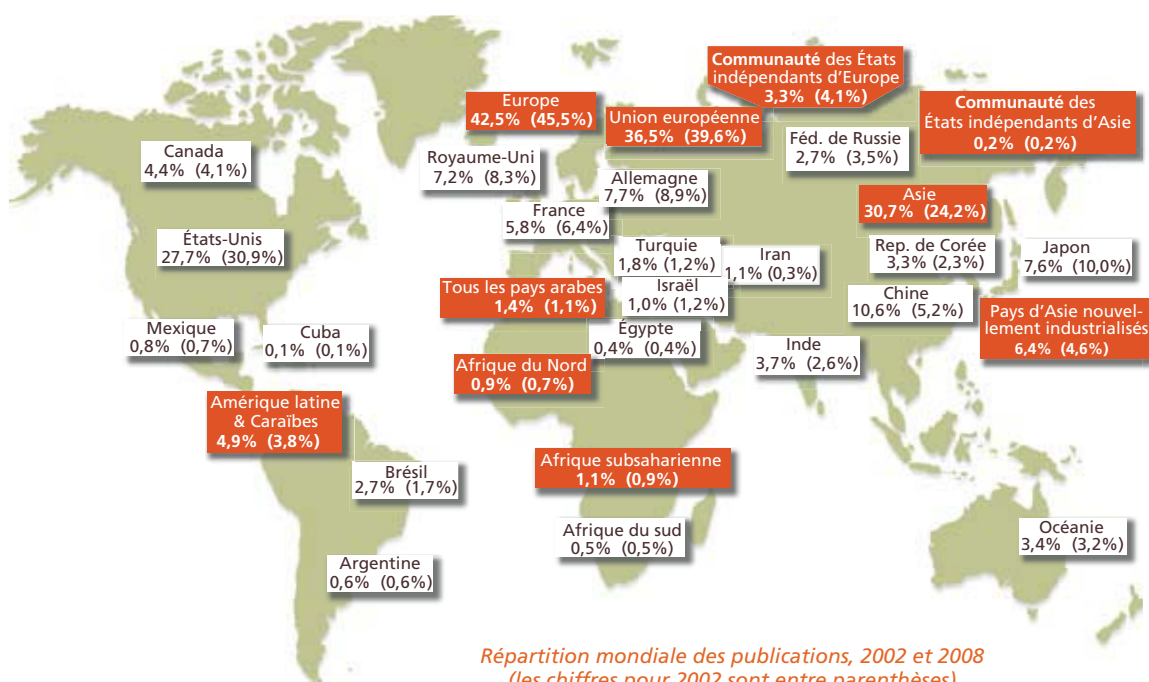 Communauté des États
indépendants d'Europe
3,3% (4,1%)
Europe
42,5% (45,5%)
Union européenne
36,5% (39,6%)
Communauté des
États indépendants d'Asie
0,2% (0,2%)
Féd. de Russie
2,7% (3,5%)
Canada
4,4% (4,1%)
Royaume-Uni
7,2% (8,3%)
Allemagne
7,7% (8,9%)
Asie
30,7% (24,2%)
France
5,8% (6,4%)
États-Unis
27,7% (30,9%)
Turquie
1,8% (1,2%)
Iran
1,1% (0,3%)
Rep. de Corée
3,3% (2,3%)
Japon
7,6% (10,0%)
Tous les pays arabes
1,4% (1,1%)
Israël
1,0% (1,2%)
Chine
10,6% (5,2%)
Pays d'Asie nouvel-
lement industrialisés
6,4% (4,6%)
Mexique
0,8% (0,7%)
Cuba
0,1% (0,1%)
Égypte
0,4% (0,4%)
Inde
3,7% (2,6%)
Afrique du Nord
0,9% (0,7%)
Amérique latine
& Caraïbes
4,9% (3,8%)
Brésil
2,7% (1,7%)
Afrique subsaharienne
1,1% (0,9%)
Afrique du sud
0,5% (0,5%)
Océanie
3,4% (3,2%)
Argentine
0,6% (0,6%)
Répartition mondiale des publications, 2002 et 2008
(les chiffres pour 2002 sont entre parenthèses)